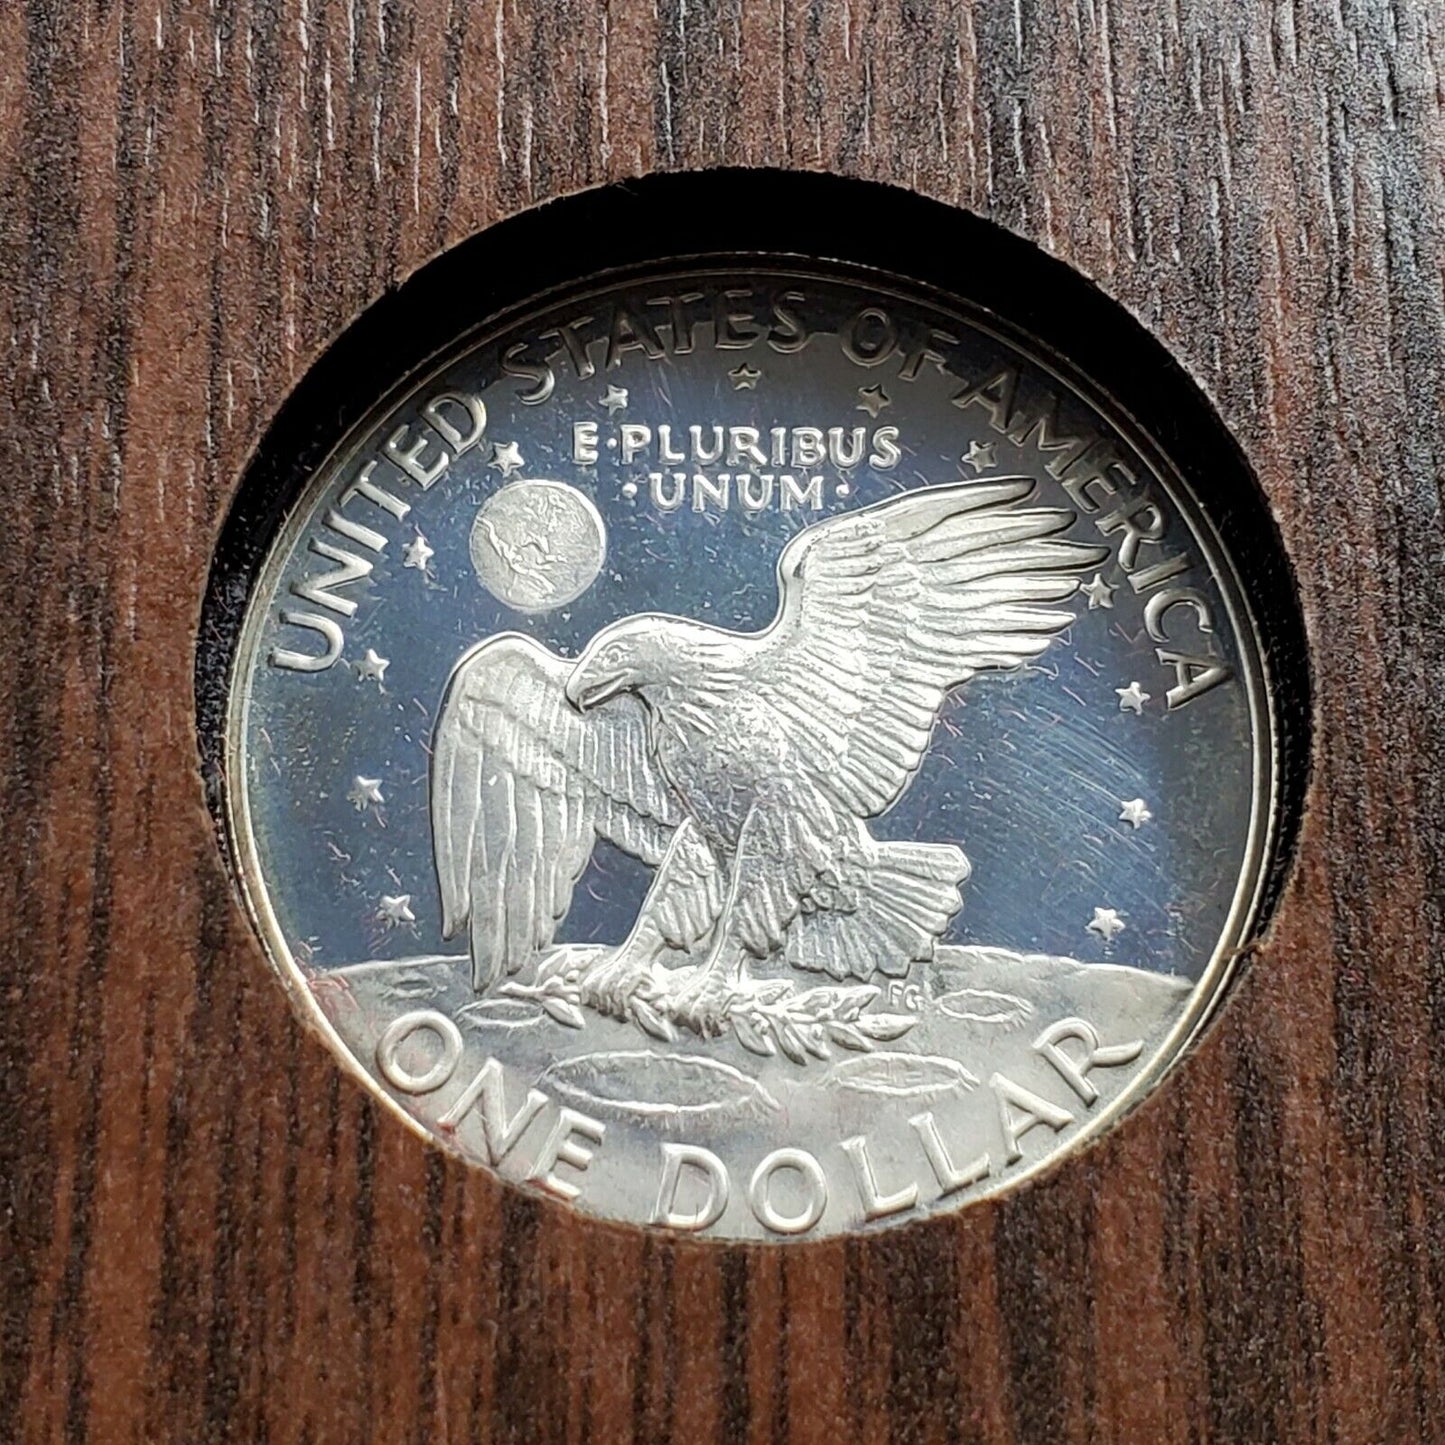 UNITED STATES OF AMERICA
E·PLURIBUS
·UNUM·
FG
ONE DOLLAR